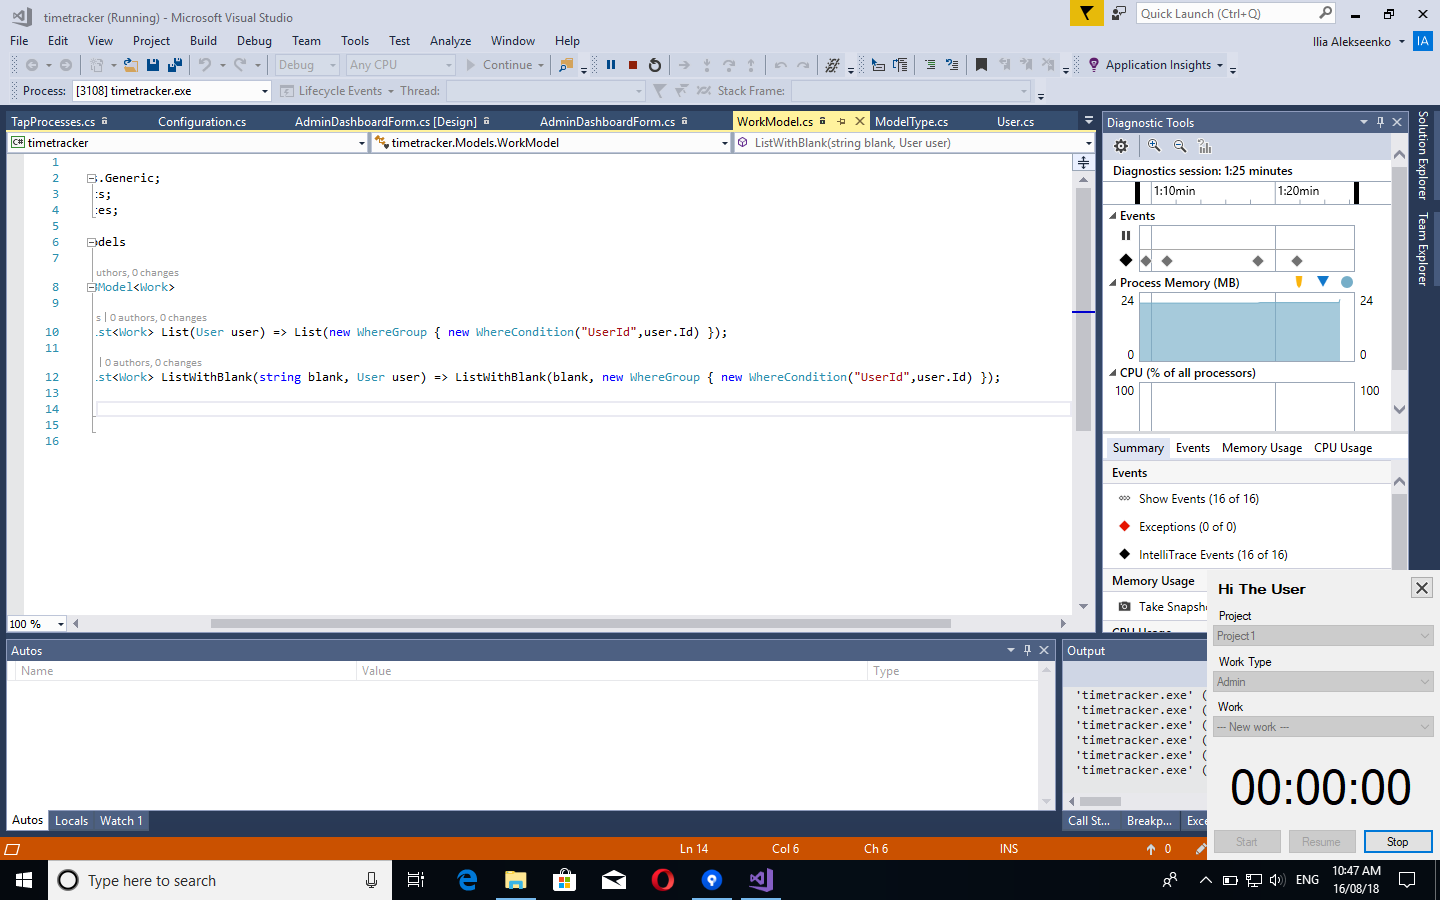 timetracker (Running) - Microsoft Visual Studio
Quick Launch (Ctrl+Q)
File Edit View Project Build Debug Team Tools Test Analyze Window Help
Ilia Alekseenko IA
Debug Any CPU Continue Application Insights
Process: [3108] timetracker.exe Lifecycle Events Thread: Stack Frame:
TapProcesses.cs Configuration.cs AdminDashboardForm.cs [Design] AdminDashboardForm.cs WorkModel.cs ModelType.cs User.cs
C# timetracker timetracker.Models.WorkModel ListWithBlank(string blank, User user)
1
2 .Generic;
3 :s;
4 :es;
5
6 odels
7
authors, 0 changes
8 Model<Work>
9
s | 0 authors, 0 changes
10 .st<Work> List(User user) => List(new WhereGroup { new WhereCondition("UserId",user.Id) });
11
| 0 authors, 0 changes
12 .st<Work> ListWithBlank(string blank, User user) => ListWithBlank(blank, new WhereGroup { new WhereCondition("UserId",user.Id) });
13
14
15
16
100 %
Diagnostic Tools
Diagnostics session: 1:25 minutes
1:10min 1:20min
Events
Process Memory (MB)
24 24
0 0
CPU (% of all processors)
100 100
Summary Events Memory Usage CPU Usage
Events
Show Events (16 of 16)
Exceptions (0 of 0)
IntelliTrace Events (16 of 16)
Memory Usage
Take Snapsh
CPU Usage
Solution Explorer
Team Explorer
Autos
Name Value Type
Autos Locals Watch 1
Output
'timetracker.exe' (
'timetracker.exe' (
'timetracker.exe' (
'timetracker.exe' (
'timetracker.exe' (
'timetracker.exe' (
Call St... Breakp... Exce
Hi The User
Project
Project1
Work Type
Admin
Work
--- New work ---
00:00:00
Start Resume Stop
Ln 14 Col 6 Ch 6 INS 0
Type here to search
ENG
10:47 AM
16/08/18